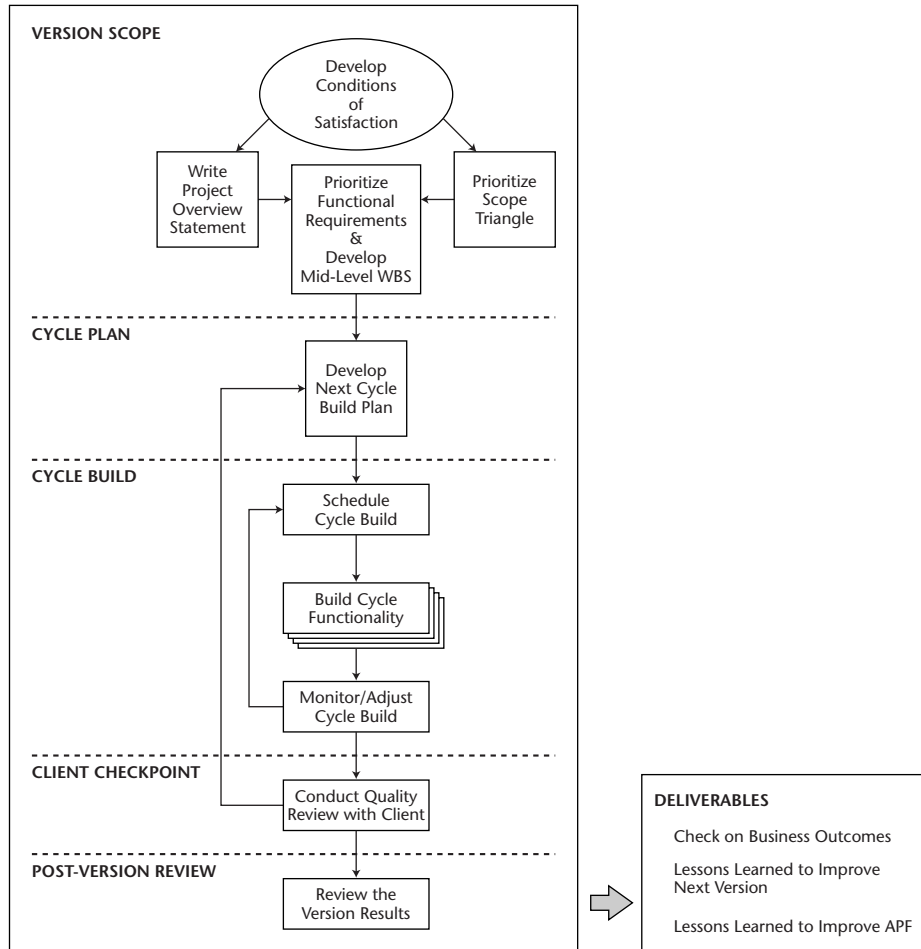 VERSION SCOPE
Develop
Conditions
of
Satisfaction
Write
Project
Overview
Statement
Prioritize
Functional
Requirements
&
Develop
Mid-Level WBS
Prioritize
Scope
Triangle
CYCLE PLAN
Develop
Next Cycle
Build Plan
CYCLE BUILD
Schedule
Cycle Build
Build Cycle
Functionality
Monitor/Adjust
Cycle Build
CLIENT CHECKPOINT
Conduct Quality
Review with Client
POST-VERSION REVIEW
Review the
Version Results
DELIVERABLES
Check on Business Outcomes
Lessons Learned to Improve
Next Version
Lessons Learned to Improve APF